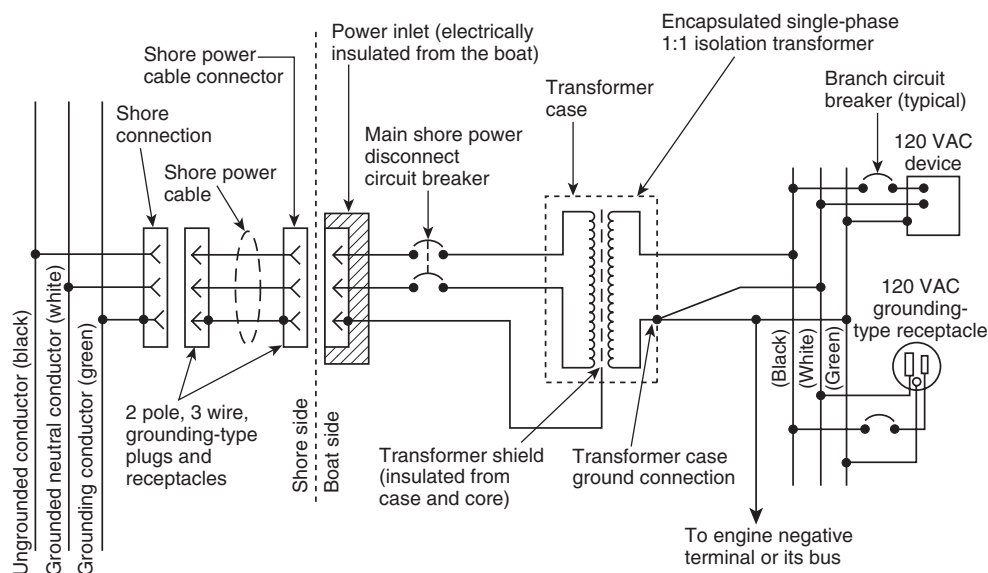 Encapsulated single-phase
1:1 isolation transformer
Power inlet (electrically
insulated from the boat)
Shore power
cable connector
Transformer
case
Branch circuit
breaker (typical)
Shore
connection
Main shore power
disconnect
circuit breaker
120 VAC
device
Shore power
cable
120 VAC
grounding-
type receptacle
Ungrounded conductor (black)
Grounded neutral conductor (white)
Grounding conductor (green)
(Black)
(White)
(Green)
2 pole, 3 wire,
grounding-type
plugs and
receptacles
Shore side
Boat side
Transformer shield
(insulated from
case and core)
Transformer case
ground connection
To engine negative
terminal or its bus